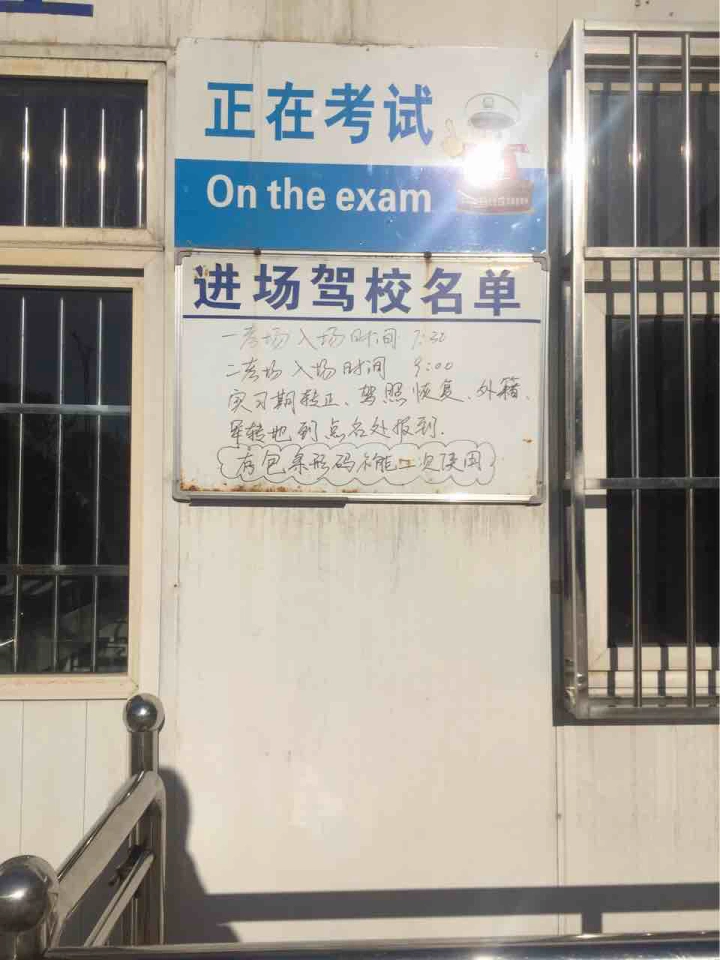 正在考试
On the exam
进场驾校名单
一考场 入场时间 7:30
二考场 入场时间 9:00
实习期转正、驾照恢复、外籍、
军转地到点名处报到.
存包条形码不能二次使用